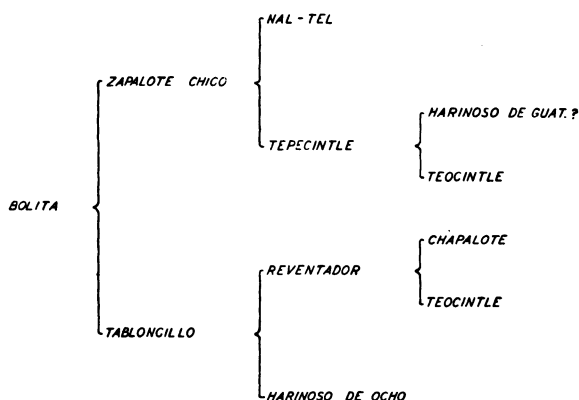 NAL-TEL
ZAPALOTE CHICO
HARINOSO DE GUAT.?
TEPECINTLE
TEOCINTLE
BOLITA
CHAPALOTE
REVENTADOR
TEOCINTLE
TABLONCILLO
HARINOSO DE OCHO